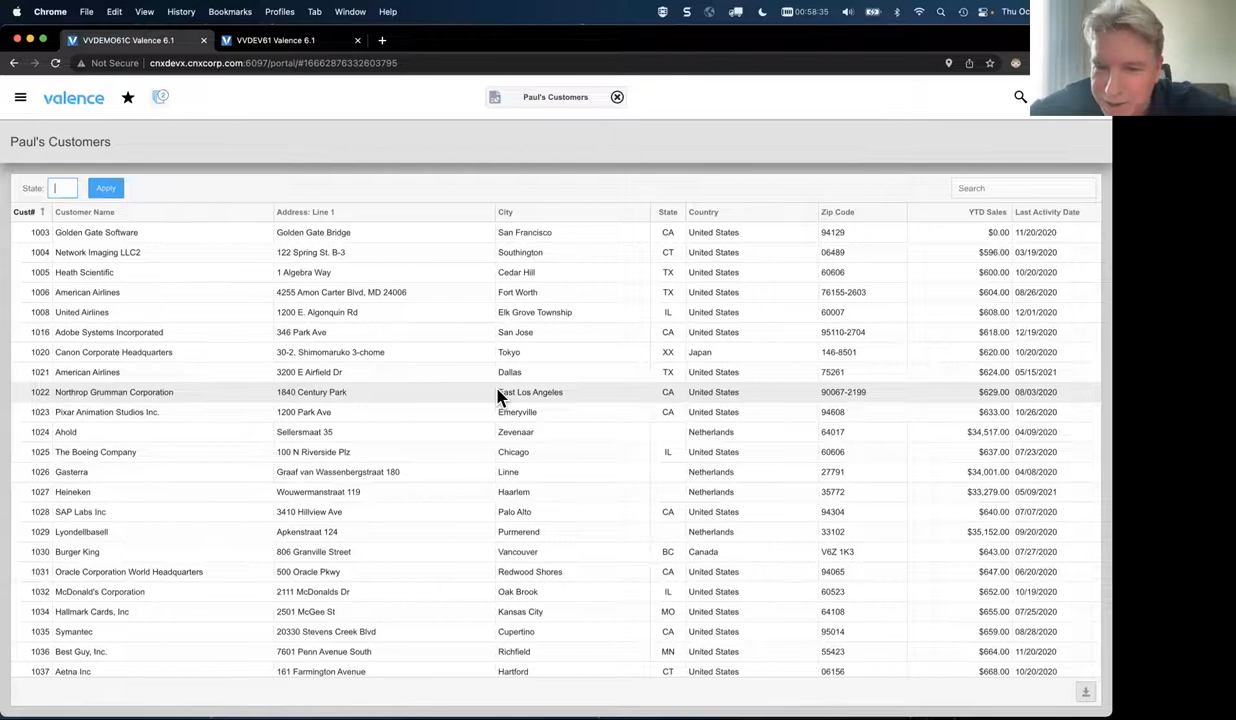 Chrome File Edit View History Bookmarks Profiles Tab Window Help S 00:58:35 Thu Oc
VVDEMO61C Valence 6.1 × VVDEV61 Valence 6.1 × +
Not Secure cnxdevx.cnxcorp.com:6097/portal/#16662876332603795
valence 2 Paul's Customers
Paul's Customers
State: Apply Search
Cust# ↑ Customer Name Address: Line 1 City State Country Zip Code YTD Sales Last Activity Date
1003 Golden Gate Software Golden Gate Bridge San Francisco CA United States 94129 $0.00 11/20/2020
1004 Network Imaging LLC2 122 Spring St. B-3 Southington CT United States 06489 $596.00 03/19/2020
1005 Heath Scientific 1 Algebra Way Cedar Hill TX United States 60606 $600.00 10/20/2020
1006 American Airlines 4255 Amon Carter Blvd, MD 24006 Fort Worth TX United States 76155-2603 $604.00 08/26/2020
1008 United Airlines 1200 E. Algonquin Rd Elk Grove Township IL United States 60007 $608.00 12/01/2020
1016 Adobe Systems Incorporated 346 Park Ave San Jose CA United States 95110-2704 $618.00 12/19/2020
1020 Canon Corporate Headquarters 30-2, Shimomaruko 3-chome Tokyo XX Japan 146-8501 $620.00 10/20/2020
1021 American Airlines 3200 E Airfield Dr Dallas TX United States 75261 $624.00 05/15/2021
1022 Northrop Grumman Corporation 1840 Century Park East Los Angeles CA United States 90067-2199 $629.00 08/03/2020
1023 Pixar Animation Studios Inc. 1200 Park Ave Emeryville CA United States 94608 $633.00 10/26/2020
1024 Ahold Sellersmaat 35 Zevenaar Netherlands 64017 $34,517.00 04/09/2020
1025 The Boeing Company 100 N Riverside Plz Chicago IL United States 60606 $637.00 07/23/2020
1026 Gasterra Graaf van Wassenbergstraat 180 Linne Netherlands 27791 $34,001.00 04/08/2020
1027 Heineken Wouwermanstraat 119 Haarlem Netherlands 35772 $33,279.00 05/09/2021
1028 SAP Labs Inc 3410 Hillview Ave Palo Alto CA United States 94304 $640.00 07/07/2020
1029 Lyondellbasell Apkenstraat 124 Purmerend Netherlands 33102 $35,152.00 09/20/2020
1030 Burger King 806 Granville Street Vancouver BC Canada V6Z 1K3 $643.00 07/27/2020
1031 Oracle Corporation World Headquarters 500 Oracle Pkwy Redwood Shores CA United States 94065 $647.00 06/20/2020
1032 McDonald's Corporation 2111 McDonalds Dr Oak Brook IL United States 60523 $652.00 10/19/2020
1034 Hallmark Cards, Inc 2501 McGee St Kansas City MO United States 64108 $655.00 07/25/2020
1035 Symantec 20330 Stevens Creek Blvd Cupertino CA United States 95014 $659.00 08/28/2020
1036 Best Guy, Inc. 7601 Penn Avenue South Richfield MN United States 55423 $664.00 11/20/2020
1037 Aetna Inc 161 Farmington Avenue Hartford CT United States 06156 $668.00 10/20/2020